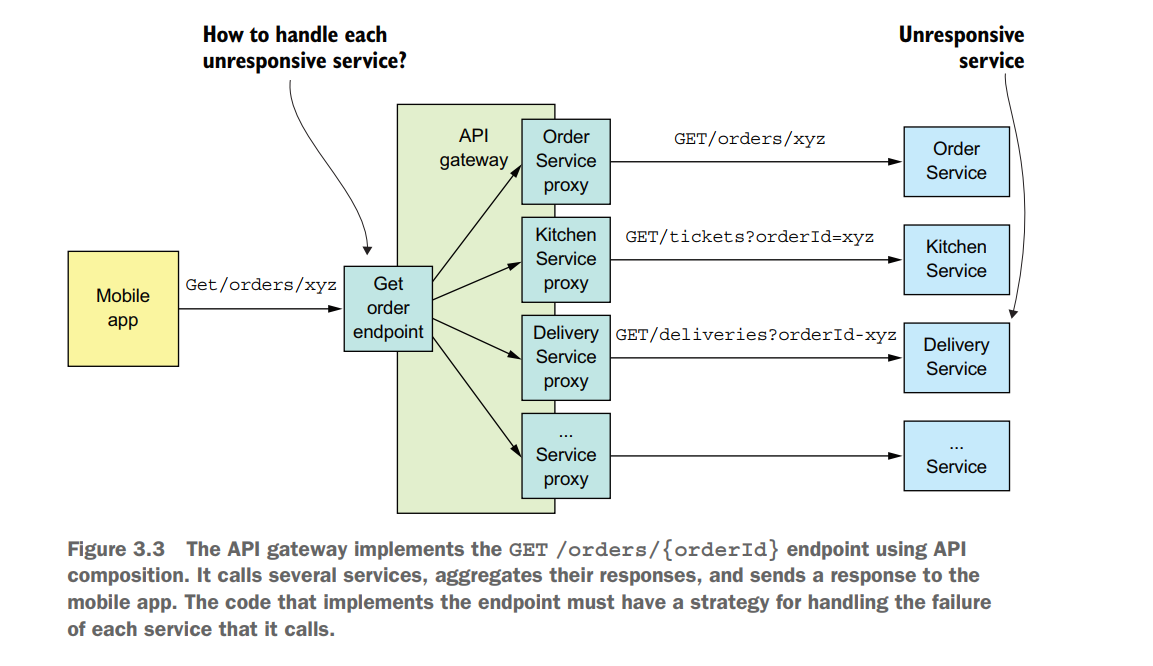 How to handle each
unresponsive service?
Unresponsive
service
API
gateway
Order
Service
proxy
GET/orders/xyz
Order
Service
Kitchen
Service
proxy
GET/tickets?orderId=xyz
Kitchen
Service
Mobile
app
Get/orders/xyz
Get
order
endpoint
Delivery
Service
proxy
GET/deliveries?orderId-xyz
Delivery
Service
...
Service
proxy
...
Service
Figure 3.3 The API gateway implements the GET /orders/{orderId} endpoint using API
composition. It calls several services, aggregates their responses, and sends a response to the
mobile app. The code that implements the endpoint must have a strategy for handling the failure
of each service that it calls.